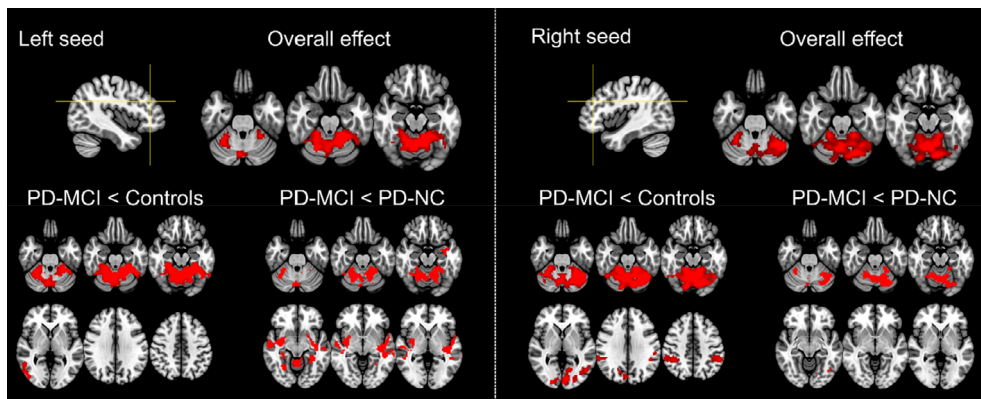 Left seed
Overall effect
Right seed
Overall effect
PD-MCI < Controls
PD-MCI < PD-NC
PD-MCI < Controls
PD-MCI < PD-NC